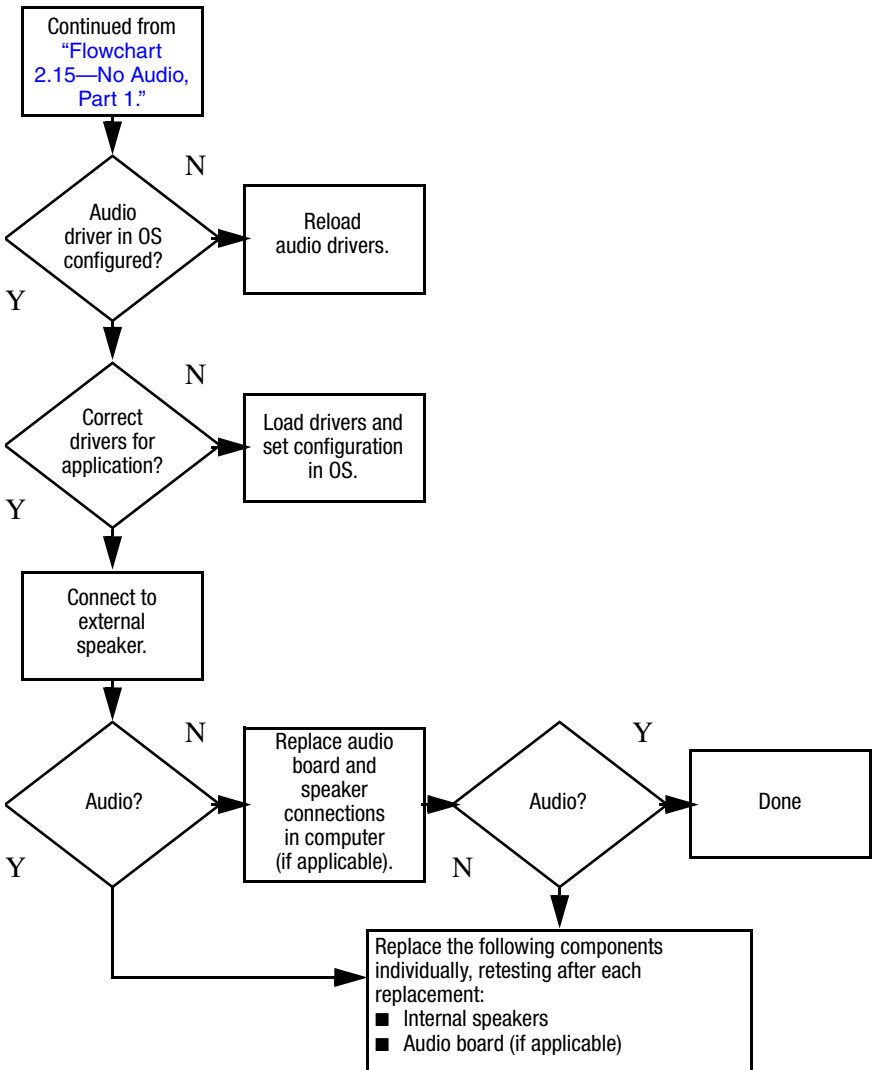 Continued from
“Flowchart
2.15—No Audio,
Part 1.”
N
Audio
driver in OS
configured?
Reload
audio drivers.
Y
N
Correct
drivers for
application?
Load drivers and
set configuration
in OS.
Y
Connect to
external
speaker.
N
Audio?
Replace audio
board and
speaker
connections
in computer
(if applicable).
Y
Audio?
Y
Done
N
Replace the following components
individually, retesting after each
replacement:
■ Internal speakers
■ Audio board (if applicable)